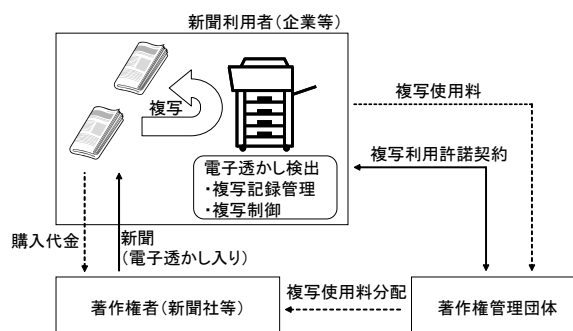 新聞利用者(企業等)
複写
複写使用料
電子透かし検出
・複写記録管理
・複写制御
複写利用許諾契約
購入代金
新聞
(電子透かし入り)
著作権者(新聞社等)
複写使用料分配
著作権管理団体